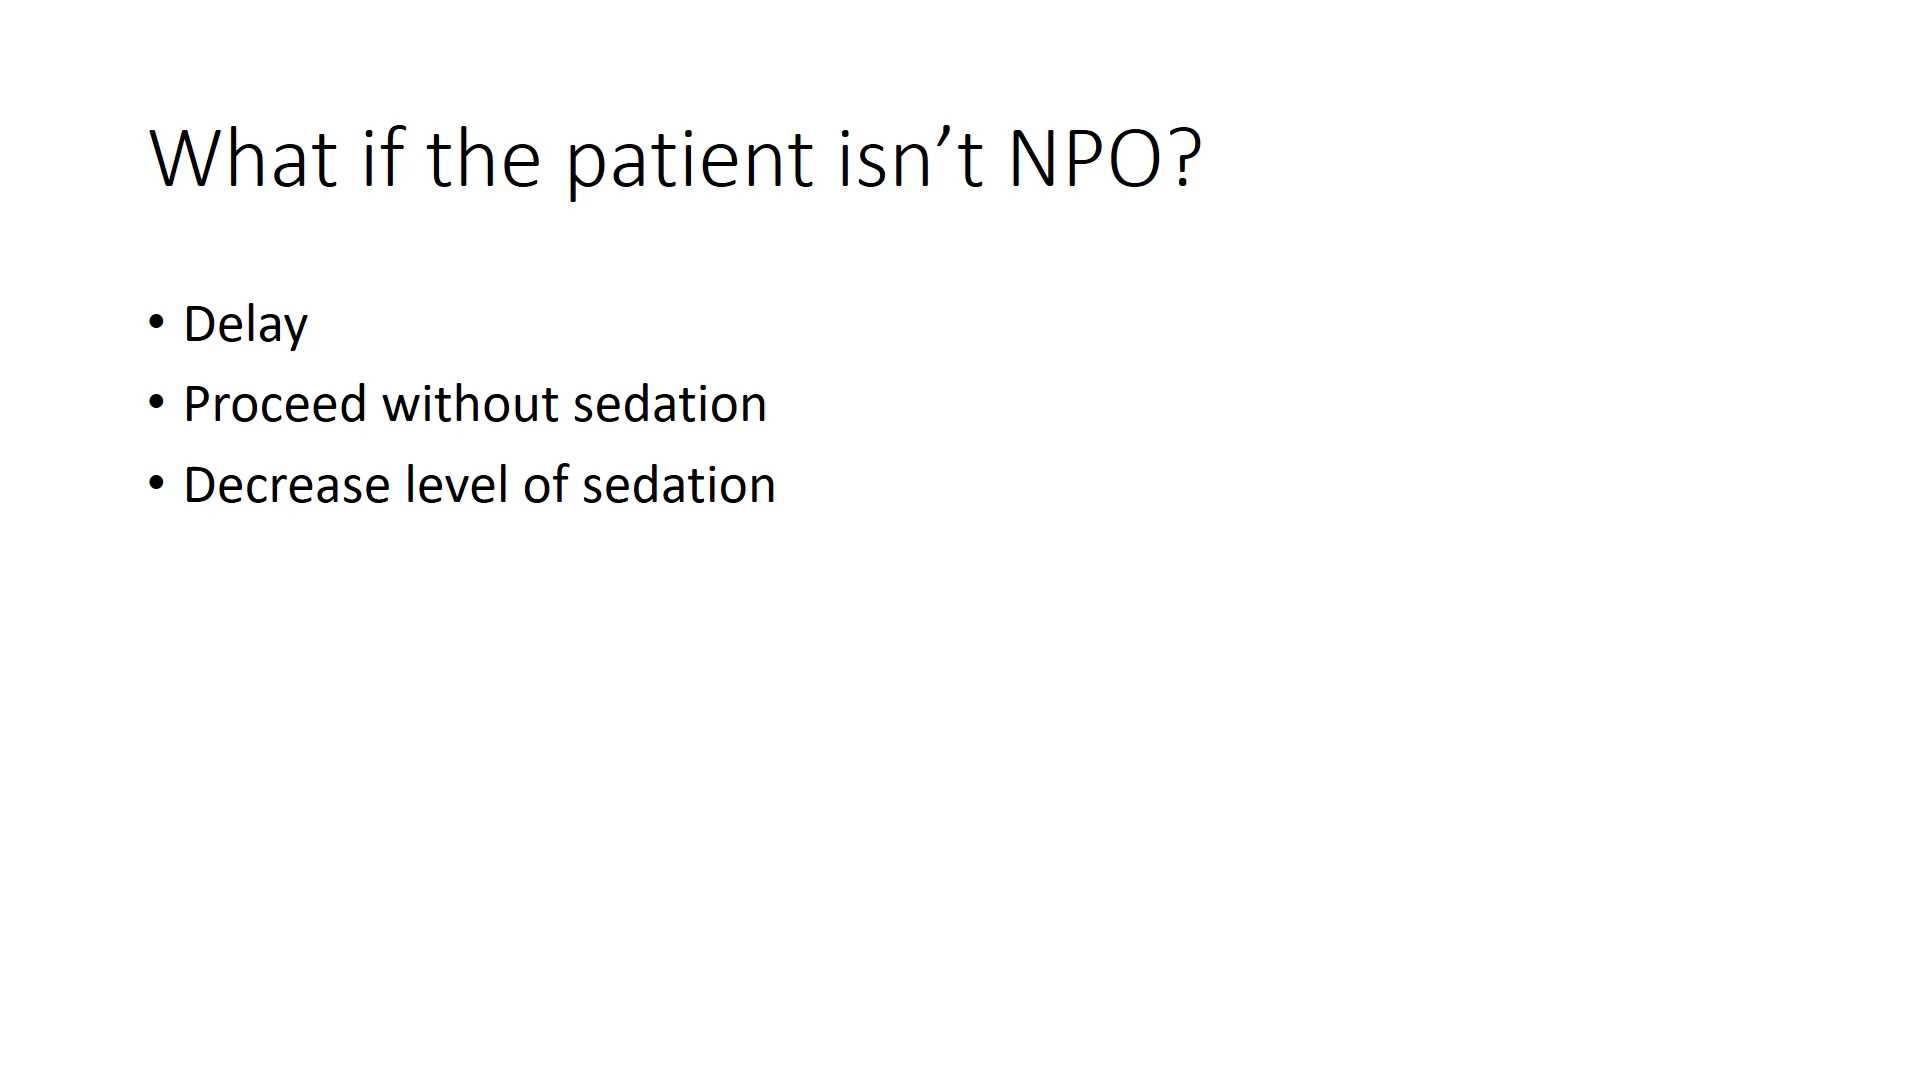 What if the patient isn’t NPO?
• Delay
• Proceed without sedation
• Decrease level of sedation